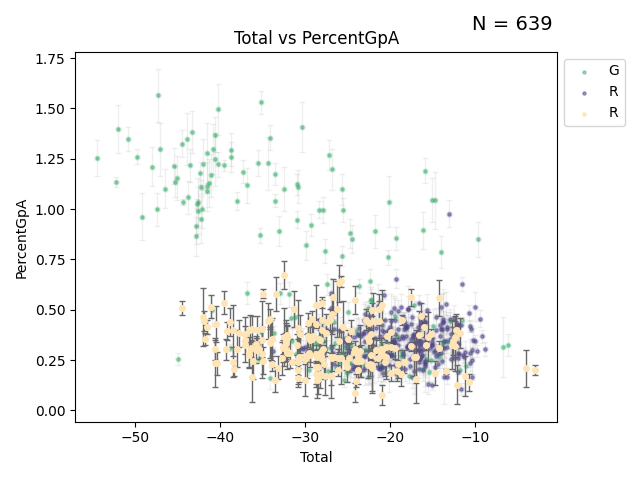 N = 639
Total vs PercentGpA
1.75
1.50
1.25
1.00
0.75
0.50
0.25
0.00
PercentGpA
−50
−40
−30
−20
−10
Total
G
R
R